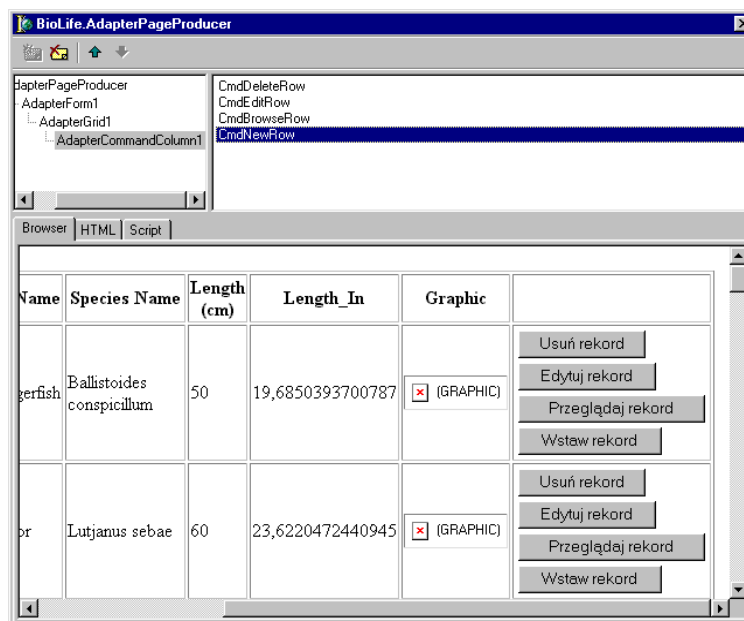 BioLife.AdapterPageProducer
dapterPageProducer
AdapterForm1
AdapterGrid1
AdapterCommandColumn1
CmdDeleteRow
CmdEditRow
CmdBrowseRow
CmdNewRow
Browser HTML Script
Name Species Name Length (cm) Length_In Graphic
gerfish Ballistoides conspicillum 50 19,6850393700787 (GRAPHIC)
Usuń rekord
Edytuj rekord
Przeglądaj rekord
Wstaw rekord
or Lutjanus sebae 60 23,6220472440945 (GRAPHIC)
Usuń rekord
Edytuj rekord
Przeglądaj rekord
Wstaw rekord